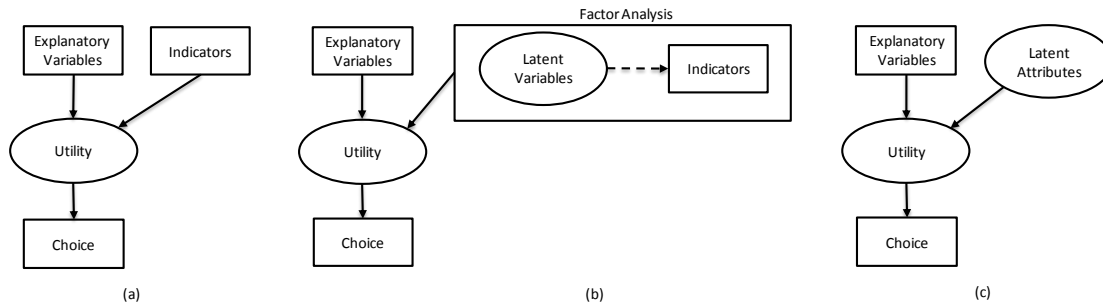 Factor Analysis
Explanatory
Variables
Indicators
Utility
Choice
(a)
Explanatory
Variables
Latent
Variables
Indicators
Utility
Choice
(b)
Explanatory
Variables
Latent
Attributes
Utility
Choice
(c)